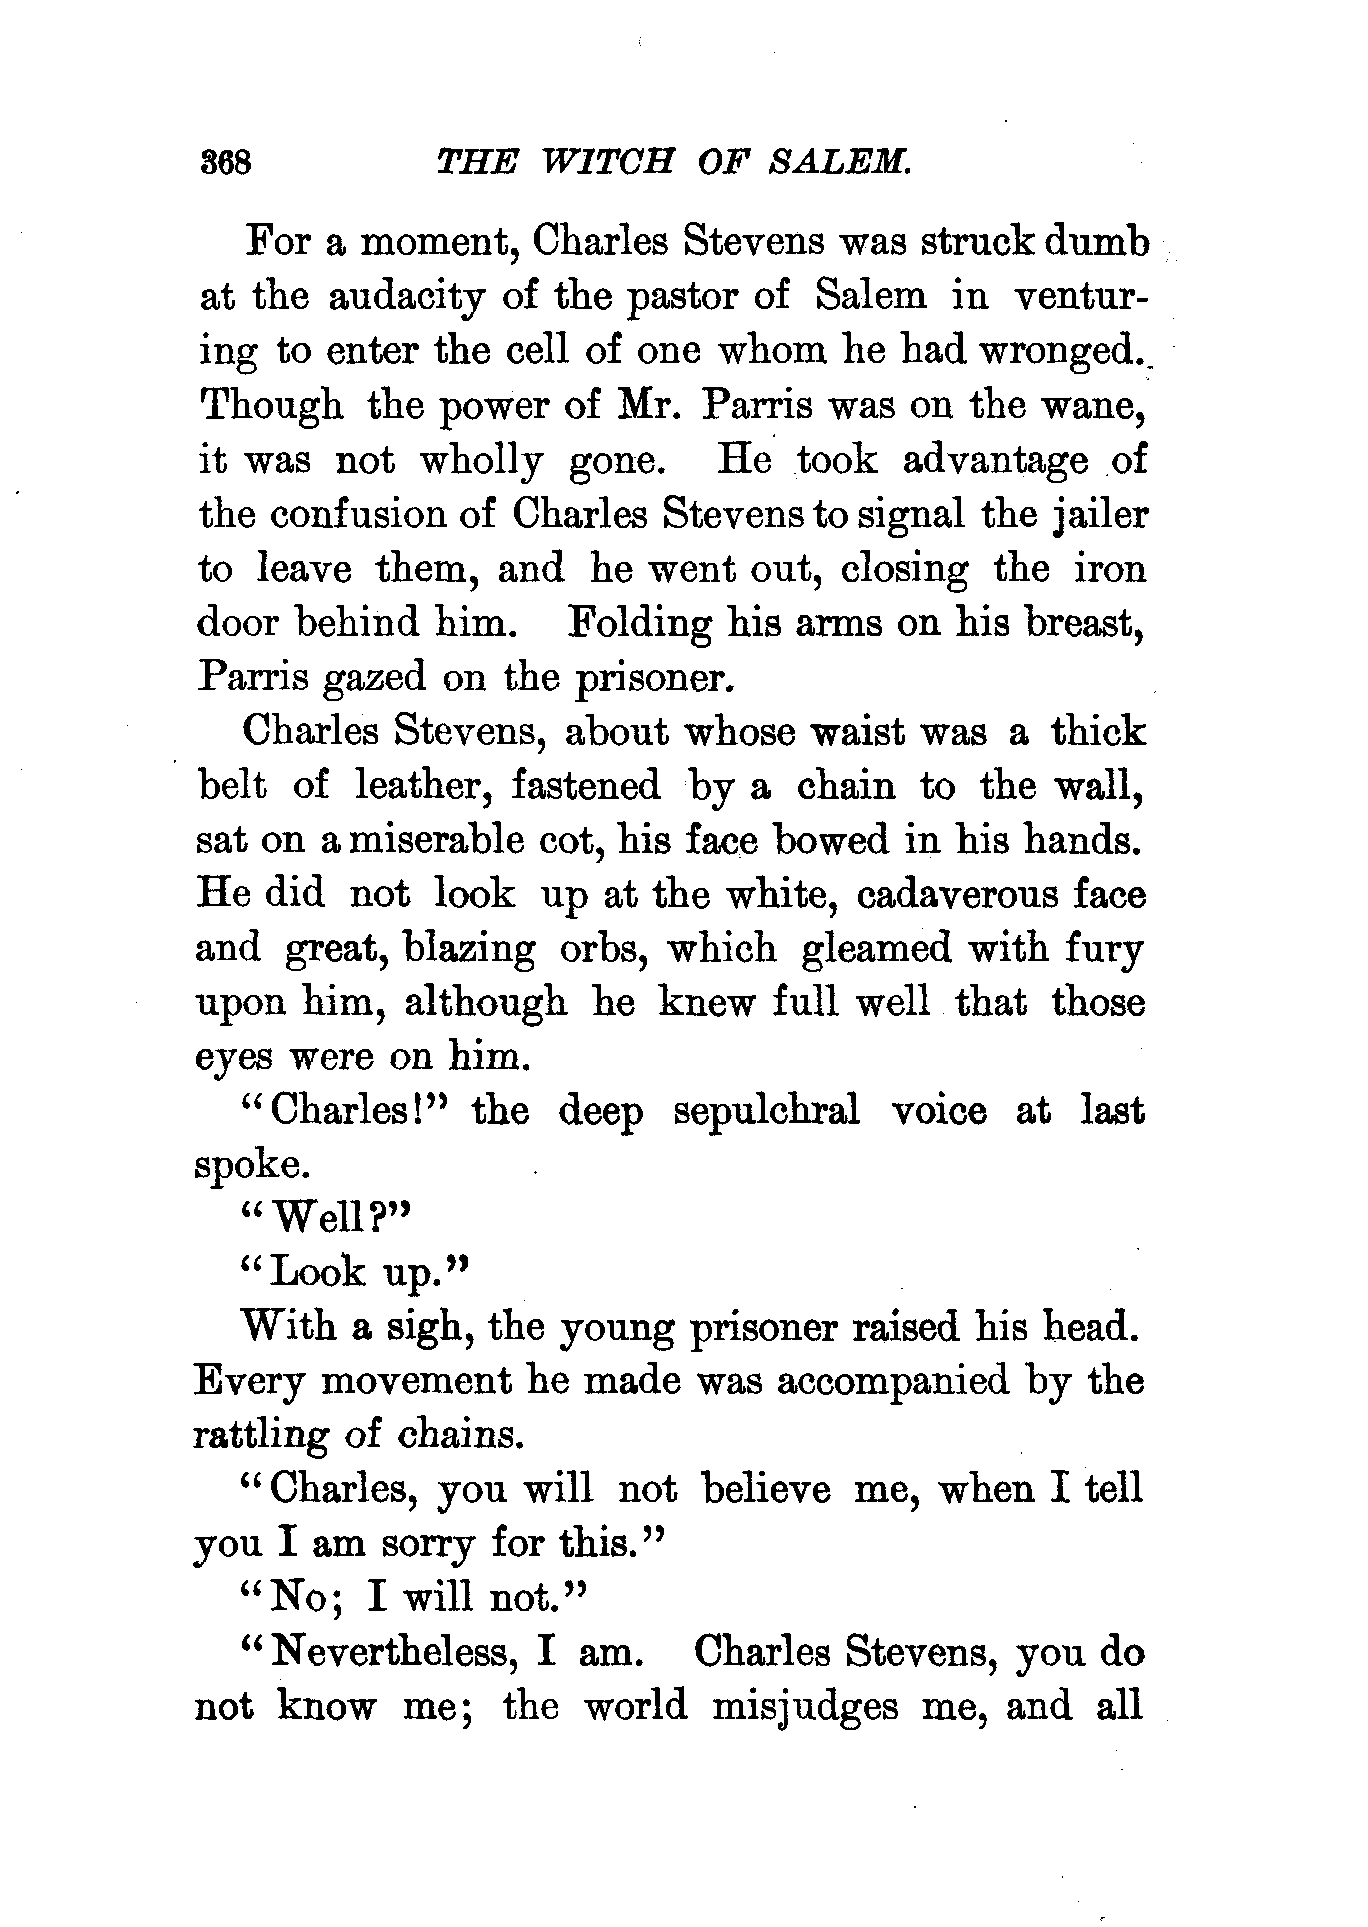 368 THE WITCH OF SALEM.
For a moment, Charles Stevens was struck dumb
at the audacity of the pastor of Salem in ventur-
ing to enter the cell of one whom he had wronged.
Though the power of Mr. Parris was on the wane,
it was not wholly gone. He took advantage of
the confusion of Charles Stevens to signal the jailer
to leave them, and he went out, closing the iron
door behind him. Folding his arms on his breast,
Parris gazed on the prisoner.
Charles Stevens, about whose waist was a thick
belt of leather, fastened by a chain to the wall,
sat on a miserable cot, his face bowed in his hands.
He did not look up at the white, cadaverous face
and great, blazing orbs, which gleamed with fury
upon him, although he knew full well that those
eyes were on him.
"Charles!" the deep sepulchral voice at last
spoke.
"Well?"
"Look up."
With a sigh, the young prisoner raised his head.
Every movement he made was accompanied by the
rattling of chains.
"Charles, you will not believe me, when I tell
you I am sorry for this."
"No; I will not."
"Nevertheless, I am. Charles Stevens, you do
not know me; the world misjudges me, and all